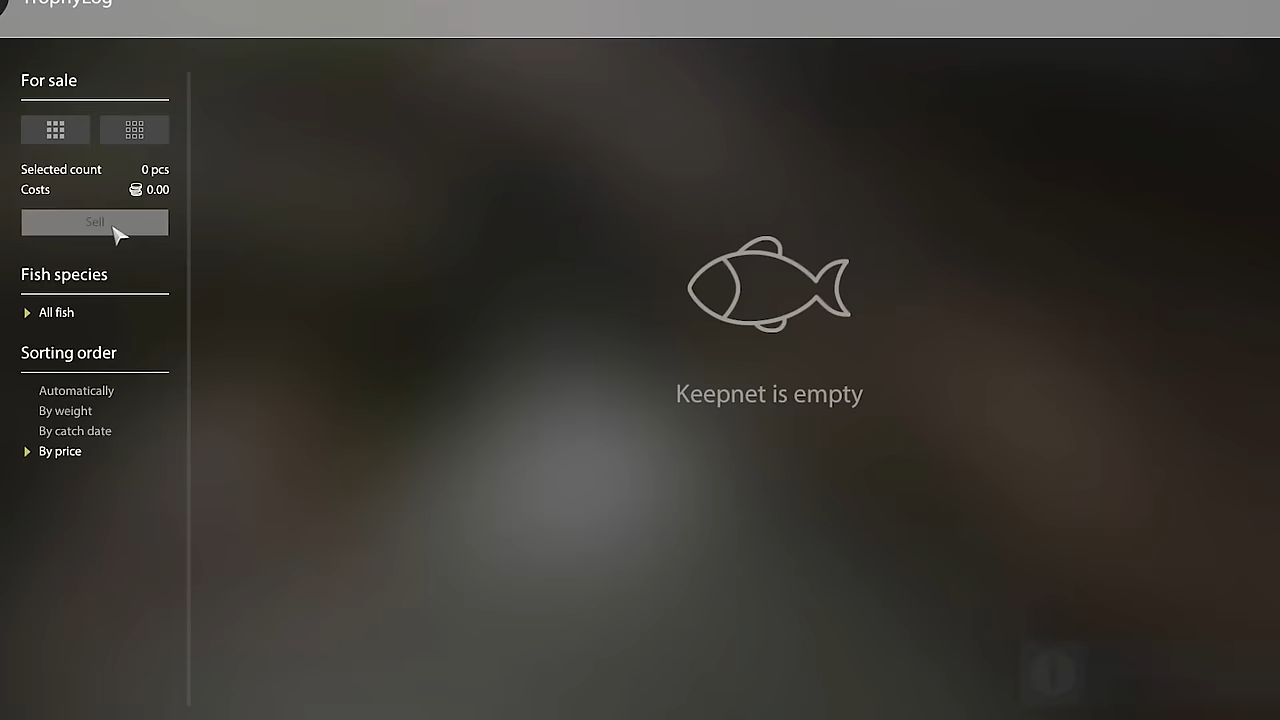 TrophyLog
For sale
Selected count 0 pcs
Costs 0.00
Sell
Fish species
All fish
Sorting order
Automatically
By weight
By catch date
By price
Keepnet is empty